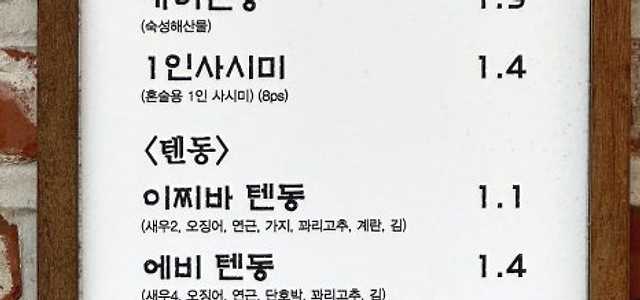 (숙성해산물)
1인사시미 1.4
(혼술용 1인 사시미) (8ps)
<텐동>
이찌바 텐동 1.1
(새우2, 오징어, 연근, 가지, 꽈리고추, 계란, 김)
에비 텐동 1.4
(새우4, 오징어, 연근, 단호박, 꽈리고추, 김)